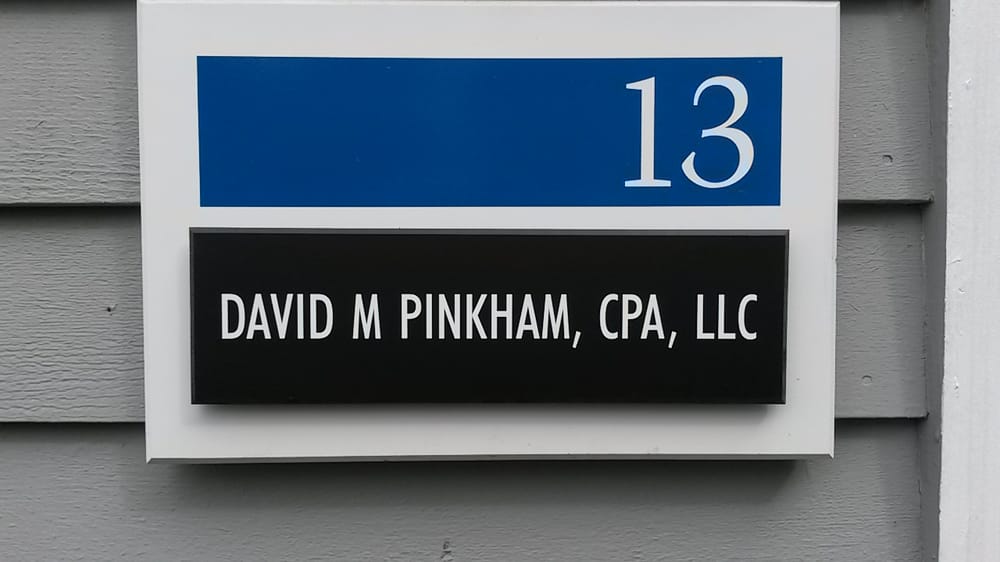 13
DAVID M PINKHAM, CPA, LLC